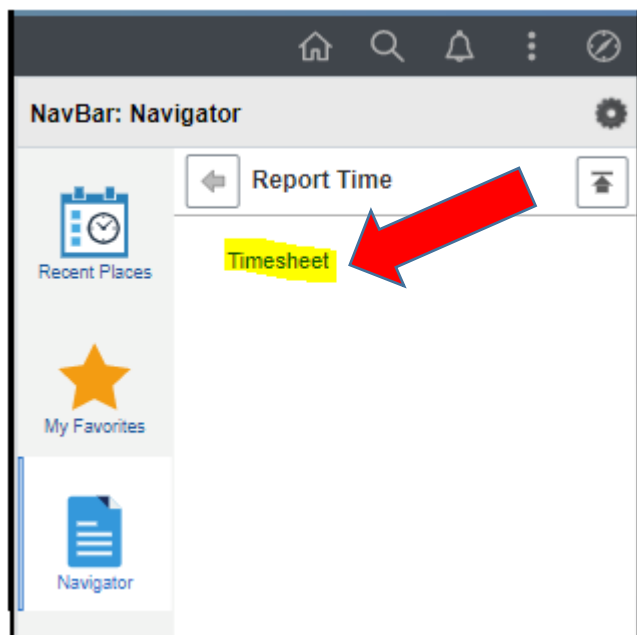 NavBar: Navigator
Report Time
Timesheet
Recent Places
My Favorites
Navigator